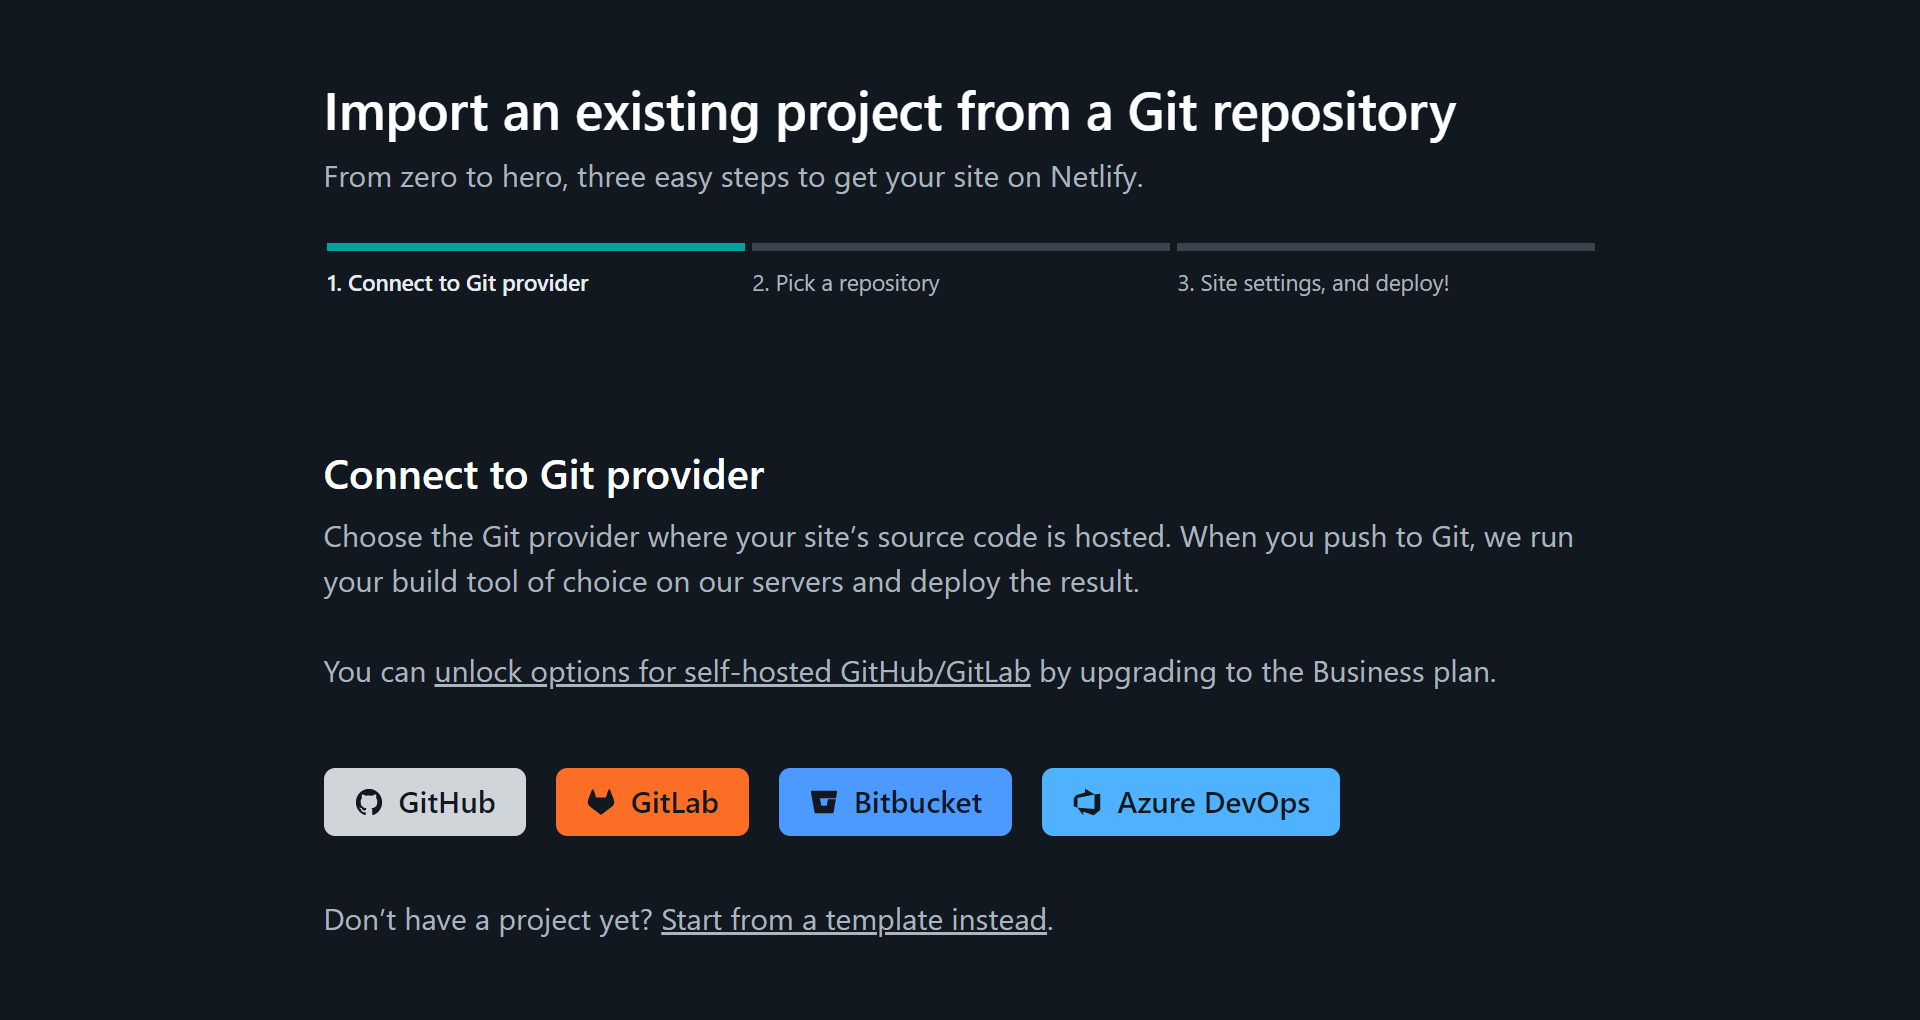 Import an existing project from a Git repository
From zero to hero, three easy steps to get your site on Netlify.
1. Connect to Git provider
2. Pick a repository
3. Site settings, and deploy!
Connect to Git provider
Choose the Git provider where your site’s source code is hosted. When you push to Git, we run
your build tool of choice on our servers and deploy the result.
You can unlock options for self-hosted GitHub/GitLab by upgrading to the Business plan.
GitHub
GitLab
Bitbucket
Azure DevOps
Don’t have a project yet? Start from a template instead.